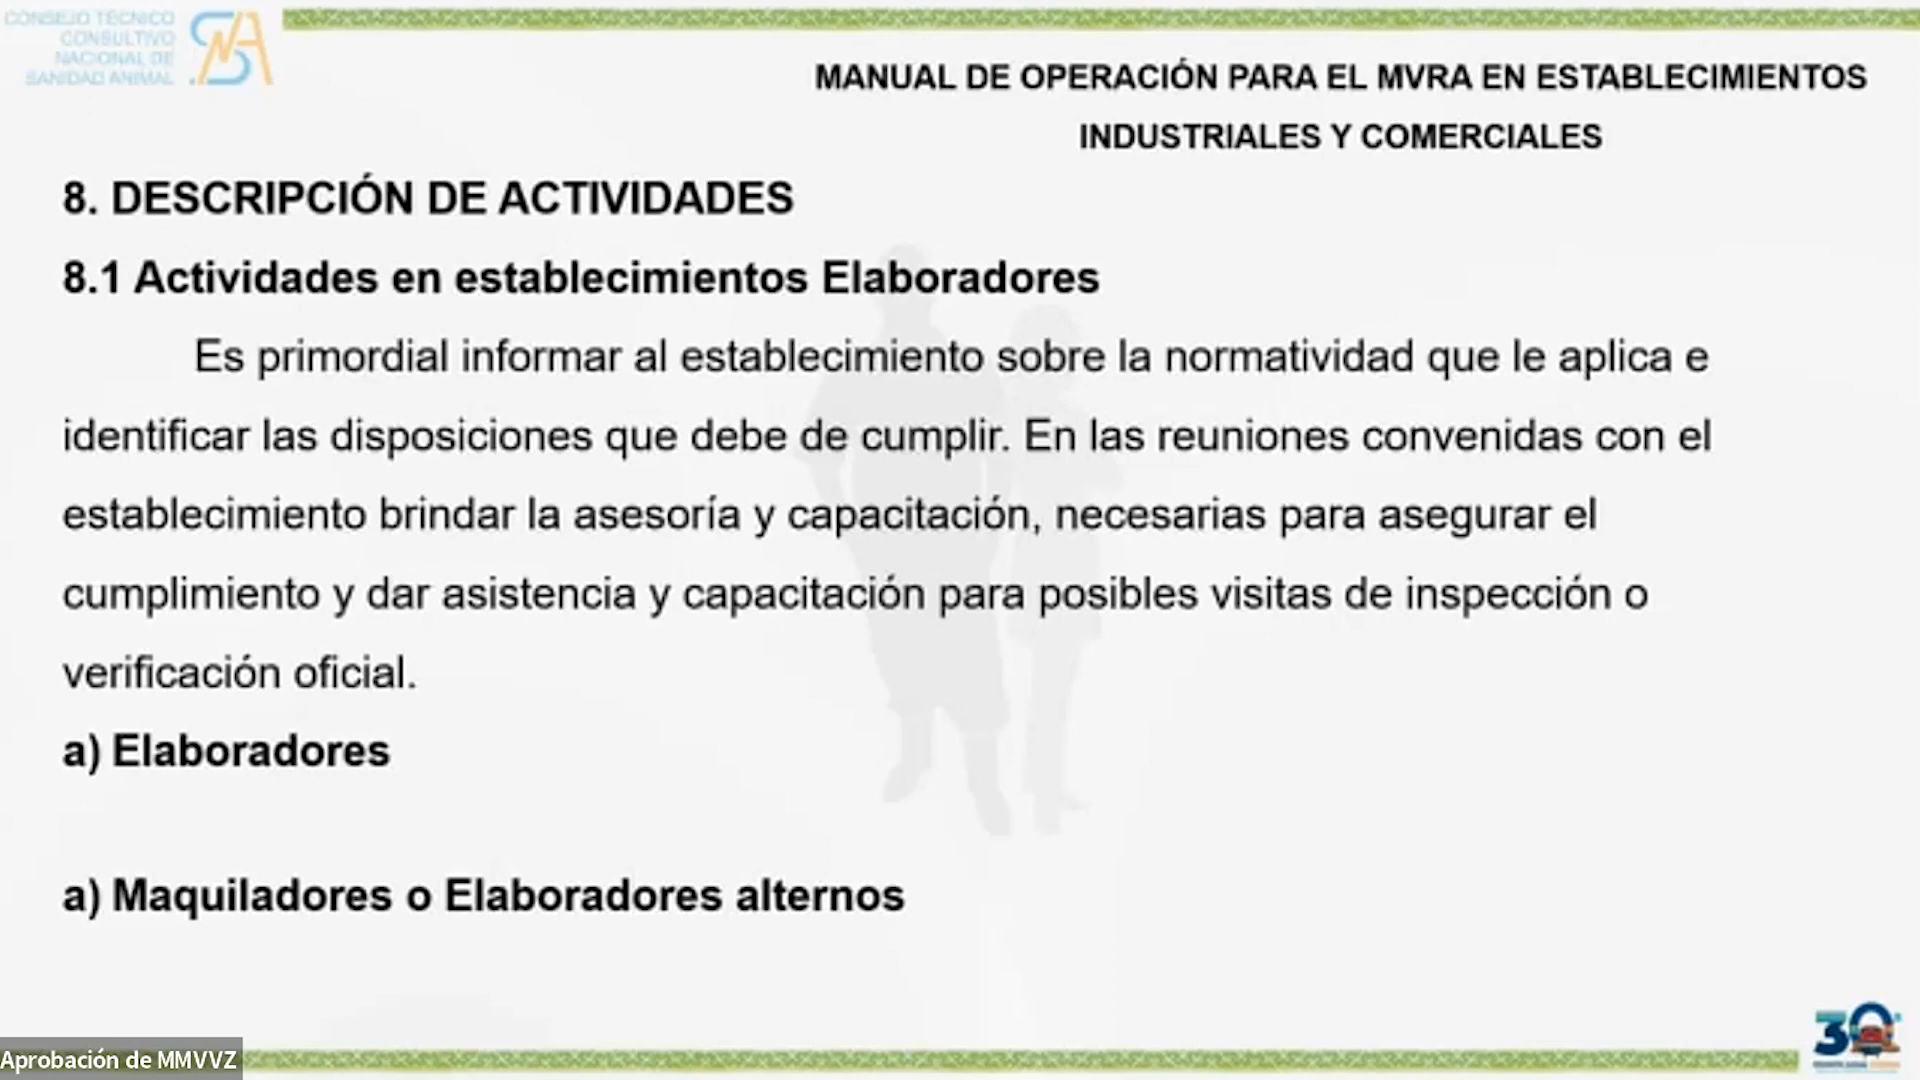 CONSEJO TÉCNICO
CONSULTIVO
NACIONAL DE
SANIDAD ANIMAL
MANUAL DE OPERACIÓN PARA EL MVRA EN ESTABLECIMIENTOS
INDUSTRIALES Y COMERCIALES
8. DESCRIPCIÓN DE ACTIVIDADES
8.1 Actividades en establecimientos Elaboradores
Es primordial informar al establecimiento sobre la normatividad que le aplica e
identificar las disposiciones que debe de cumplir. En las reuniones convenidas con el
establecimiento brindar la asesoría y capacitación, necesarias para asegurar el
cumplimiento y dar asistencia y capacitación para posibles visitas de inspección o
verificación oficial.
a) Elaboradores
a) Maquiladores o Elaboradores alternos
Aprobación de MMVVZ
30